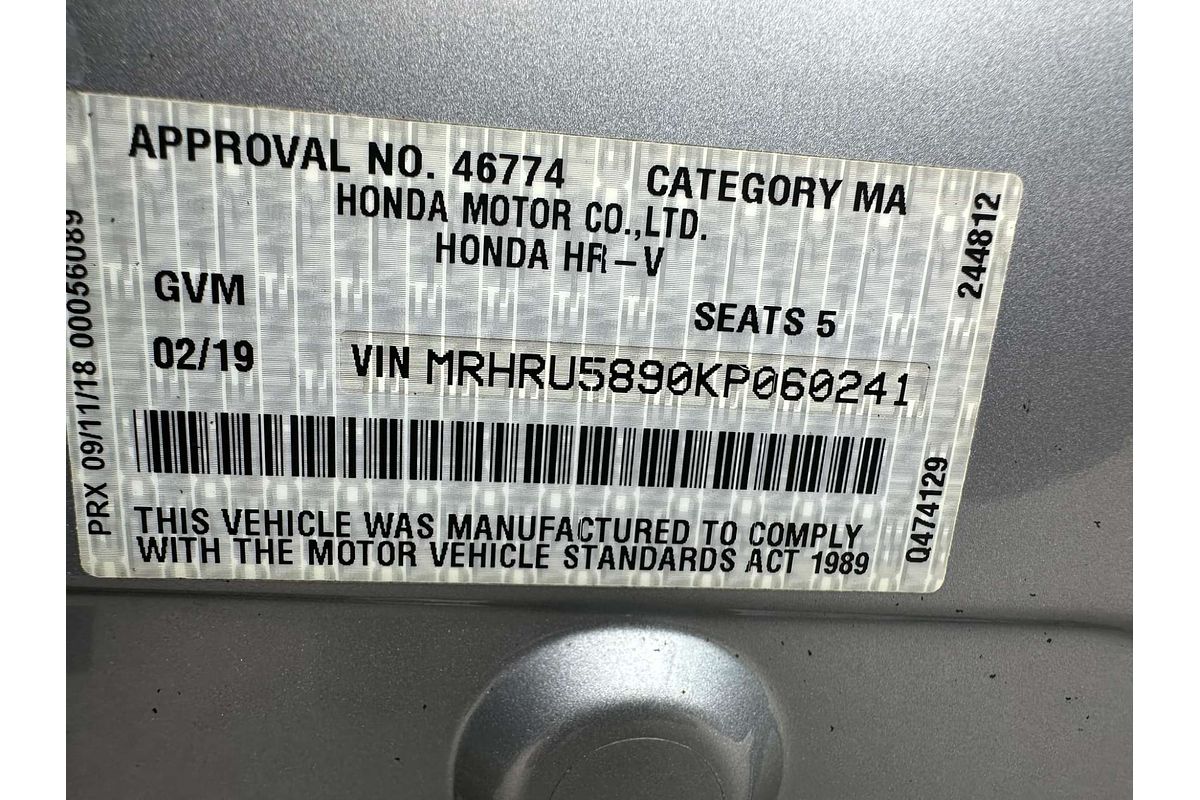 APPROVAL NO. 46774 CATEGORY MA
HONDA MOTOR CO.,LTD.
HONDA HR-V
GVM SEATS 5
02/19 VIN MRHRU5890KP060241
THIS VEHICLE WAS MANUFACTURED TO COMPLY
WITH THE MOTOR VEHICLE STANDARDS ACT 1989
PRX 09/11/18 00056089
244812
Q474129